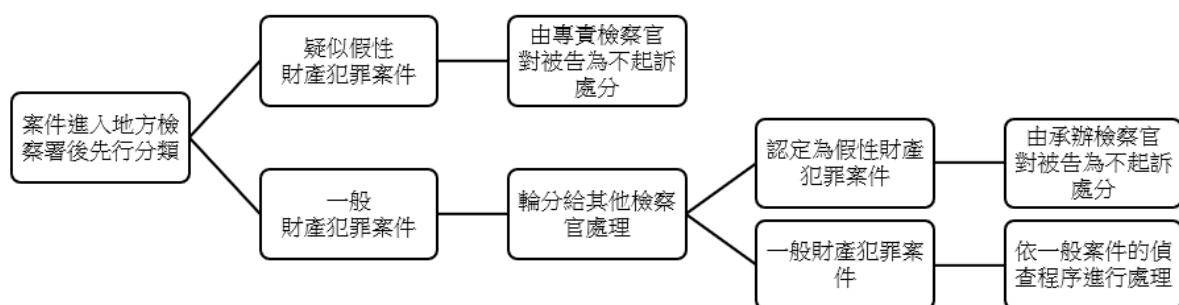 案件進入地方檢
察署後先行分類
疑似假性
財產犯罪案件
由專責檢察官
對被告為不起訴
處分
一般
財產犯罪案件
輪分給其他檢察
官處理
認定為假性財產
犯罪案件
由承辦檢察官
對被告為不起訴
處分
一般財產犯罪案
件
依一般案件的偵
查程序進行處理